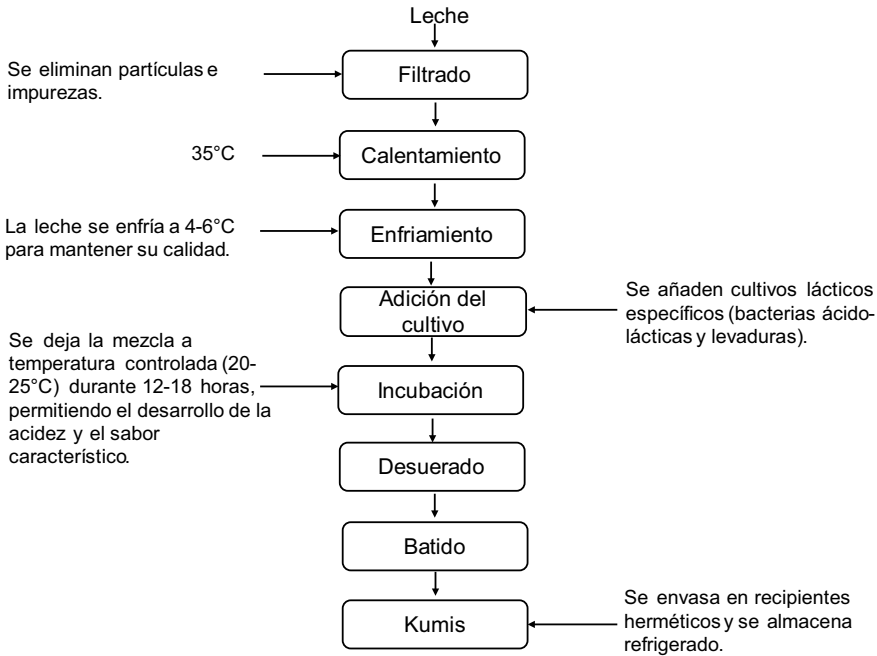 Leche
Se eliminan partículas e
impurezas.
Filtrado
35°C
Calentamiento
La leche se enfría a 4-6°C
para mantener su calidad.
Enfriamiento
Adición del
cultivo
Se añaden cultivos lácticos
específicos (bacterias ácido-
lácticas y levaduras).
Se deja la mezcla a
temperatura controlada (20-
25°C) durante 12-18 horas,
permitiendo el desarrollo de la
acidez y el sabor
característico.
Incubación
Desuerado
Batido
Kumis
Se envasa en recipientes
herméticos y se almacena
refrigerado.